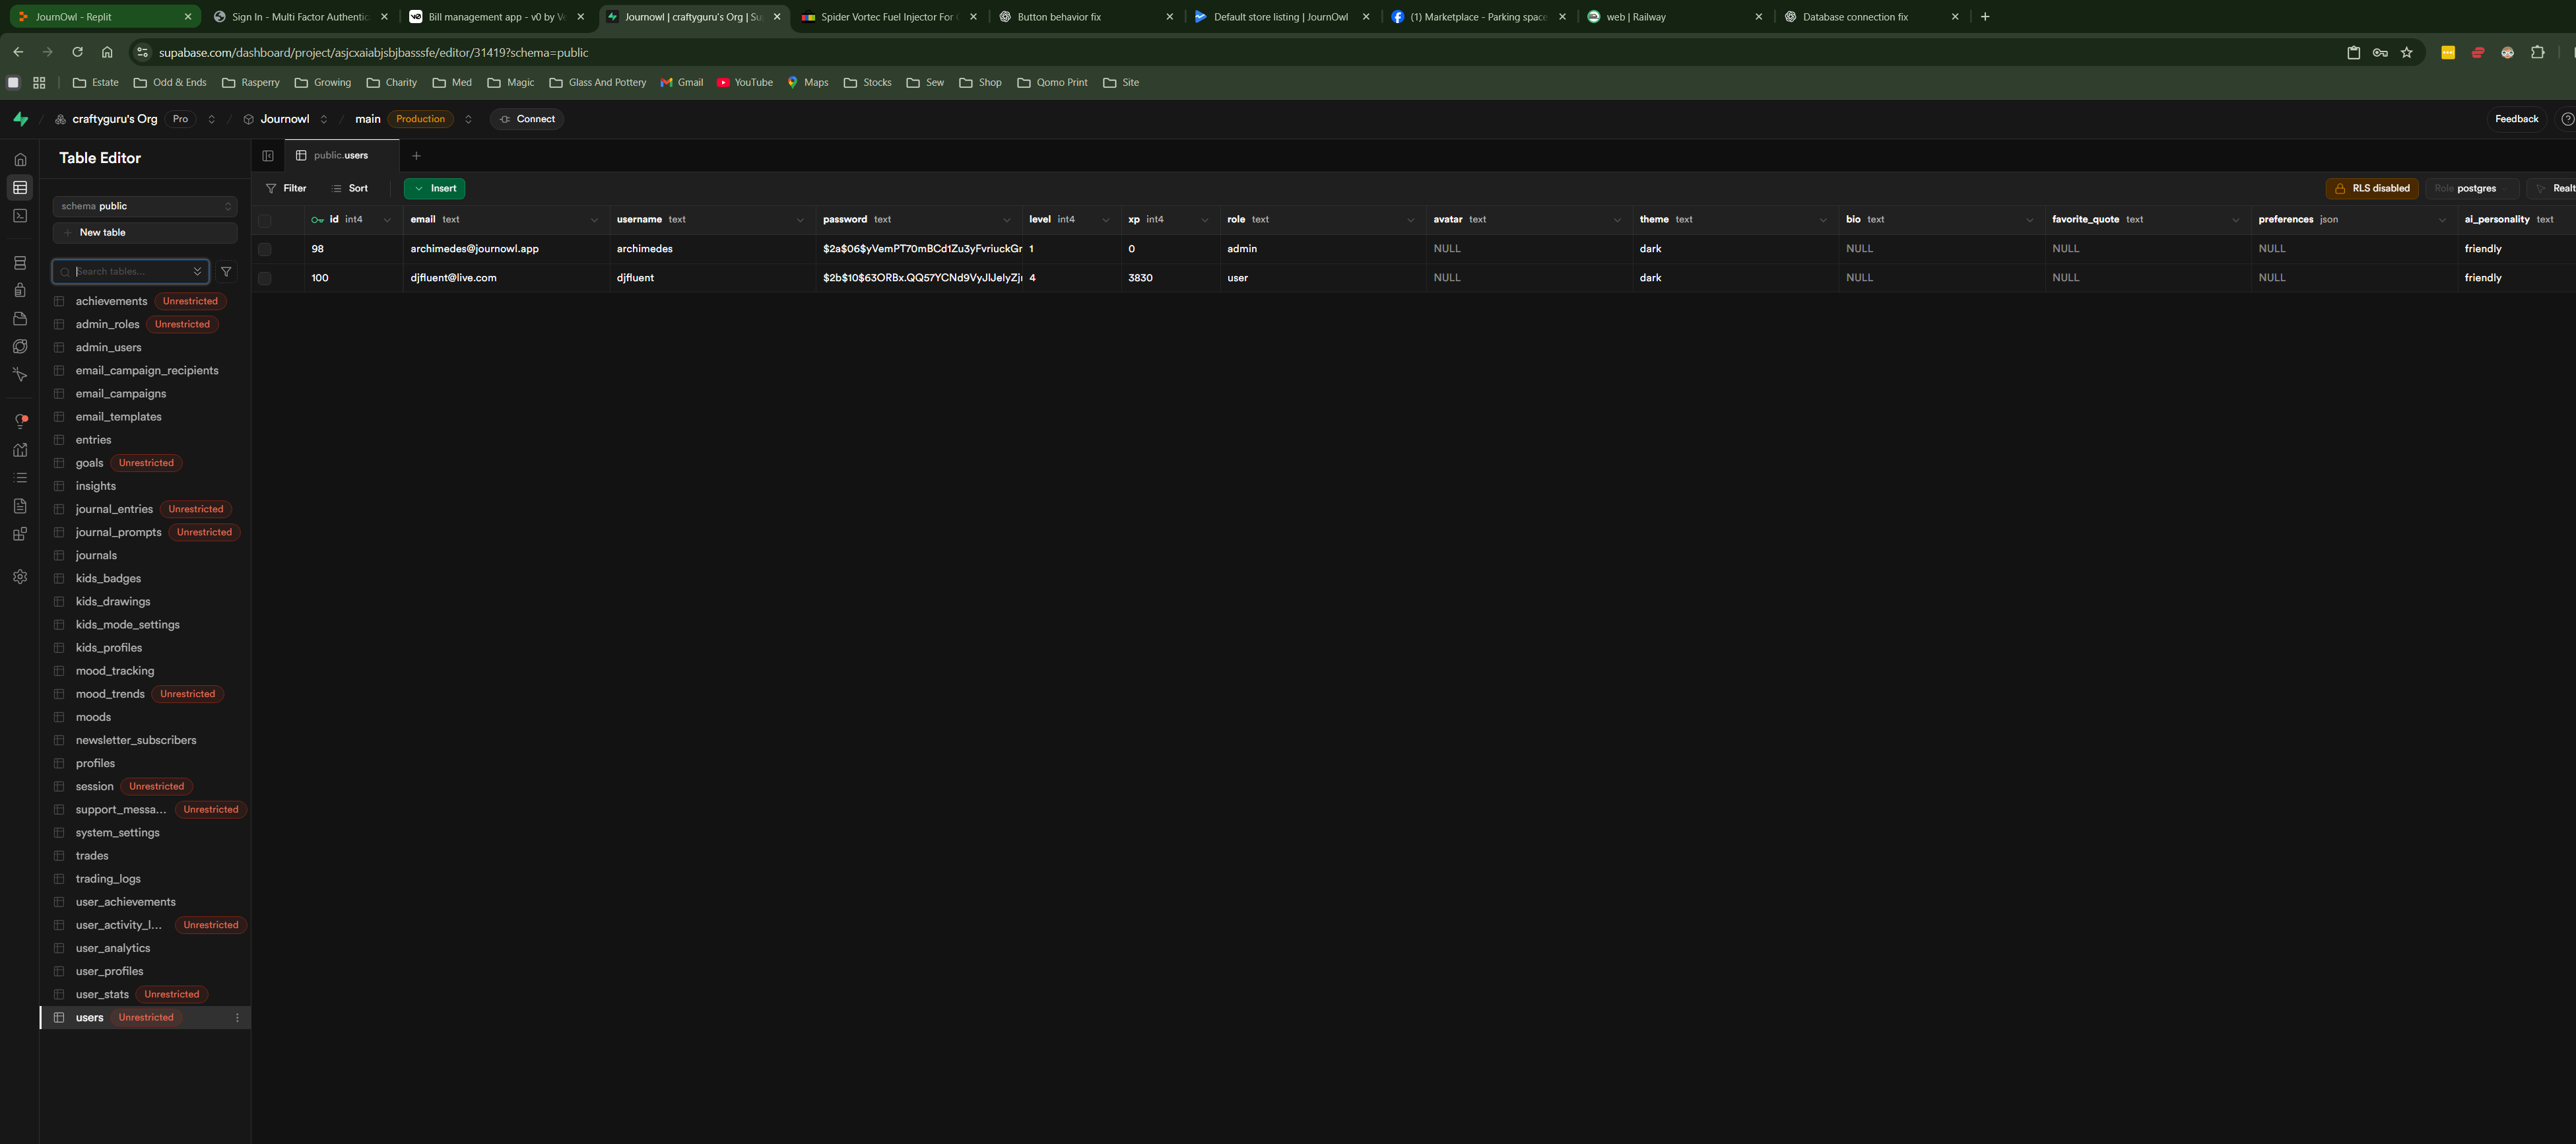 JournOwl - Replit
Sign In - Multi Factor Authentic
Bill management app - v0 by Ve
Journowl | craftyguru's Org | Su
Spider Vortec Fuel Injector For
Button behavior fix
Default store listing | JournOwl
(1) Marketplace - Parking space
web | Railway
Database connection fix
supabase.com/dashboard/project/asjcxaiabjsbjbasssfe/editor/31419?schema=public
Estate Odd & Ends Rasperry Growing Charity Med Magic Glass And Pottery Gmail YouTube Maps Stocks Sew Shop Qomo Print Site
craftyguru's Org Pro / Journowl / main Production Connect Feedback
Table Editor
public.users
Filter Sort Insert RLS disabled Role postgres Realt
schema public
New table
Search tables...
id int4 email text username text password text level int4 xp int4 role text avatar text theme text bio text favorite_quote text preferences json ai_personality text
98 archimedes@journowl.app archimedes $2a$06$yVemPT70mBCd1Zu3yFvriuckGr 1 0 admin NULL dark NULL NULL NULL friendly
100 djfluent@live.com djfluent $2b$10$63ORBx.QQ57YCNd9VyJlJelyZj 4 3830 user NULL dark NULL NULL NULL friendly
achievements Unrestricted
admin_roles Unrestricted
admin_users
email_campaign_recipients
email_campaigns
email_templates
entries
goals Unrestricted
insights
journal_entries Unrestricted
journal_prompts Unrestricted
journals
kids_badges
kids_drawings
kids_mode_settings
kids_profiles
mood_tracking
mood_trends Unrestricted
moods
newsletter_subscribers
profiles
session Unrestricted
support_messa... Unrestricted
system_settings
trades
trading_logs
user_achievements
user_activity_l... Unrestricted
user_analytics
user_profiles
user_stats Unrestricted
users Unrestricted